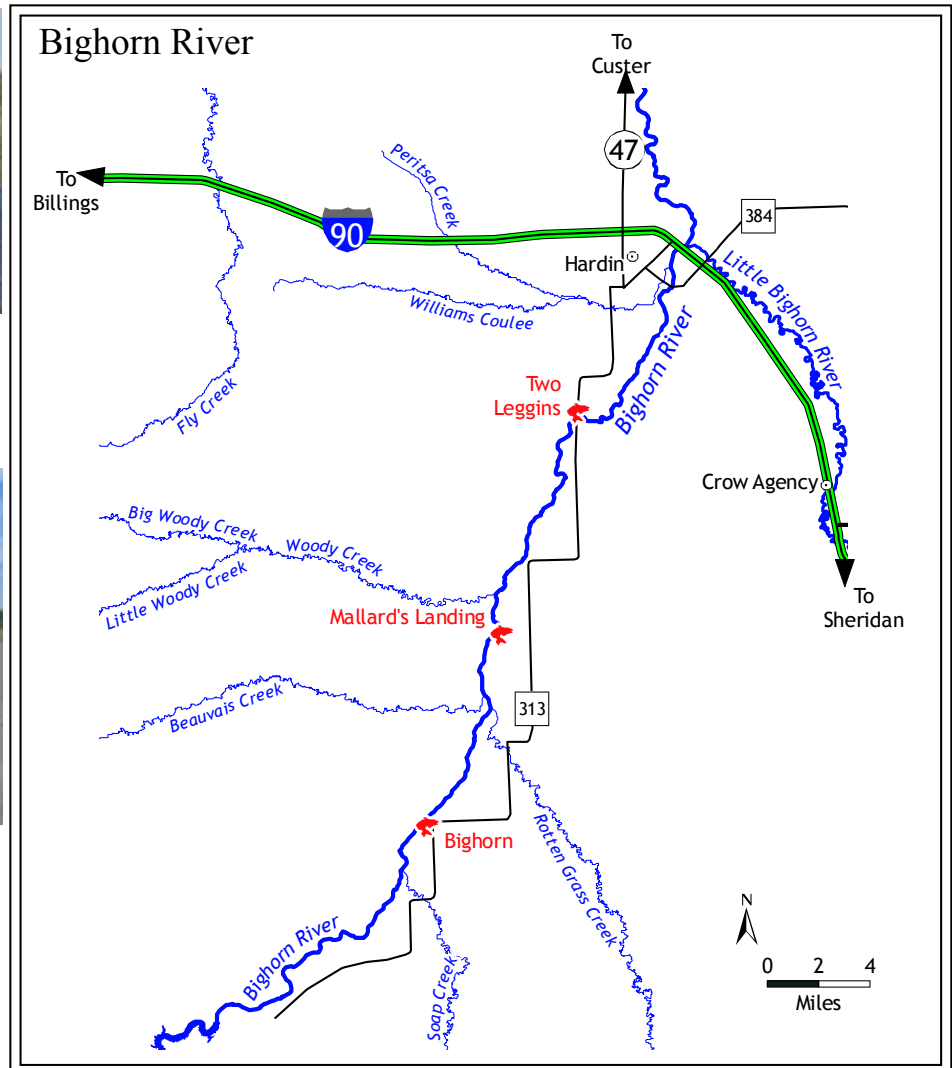 Bighorn River
To
Custer
47
Peritsa Creek
To
Billings
90
384
Hardin
Little Bighorn River
Williams Coulee
Bighorn River
Two
Leggins
Fly Creek
Crow Agency
Big Woody Creek
Woody Creek
Little Woody Creek
To
Sheridan
Mallard's Landing
Beauvais Creek
313
Bighorn
Rotten Grass Creek
Bighorn River
Soap Creek
N
0 2 4
Miles